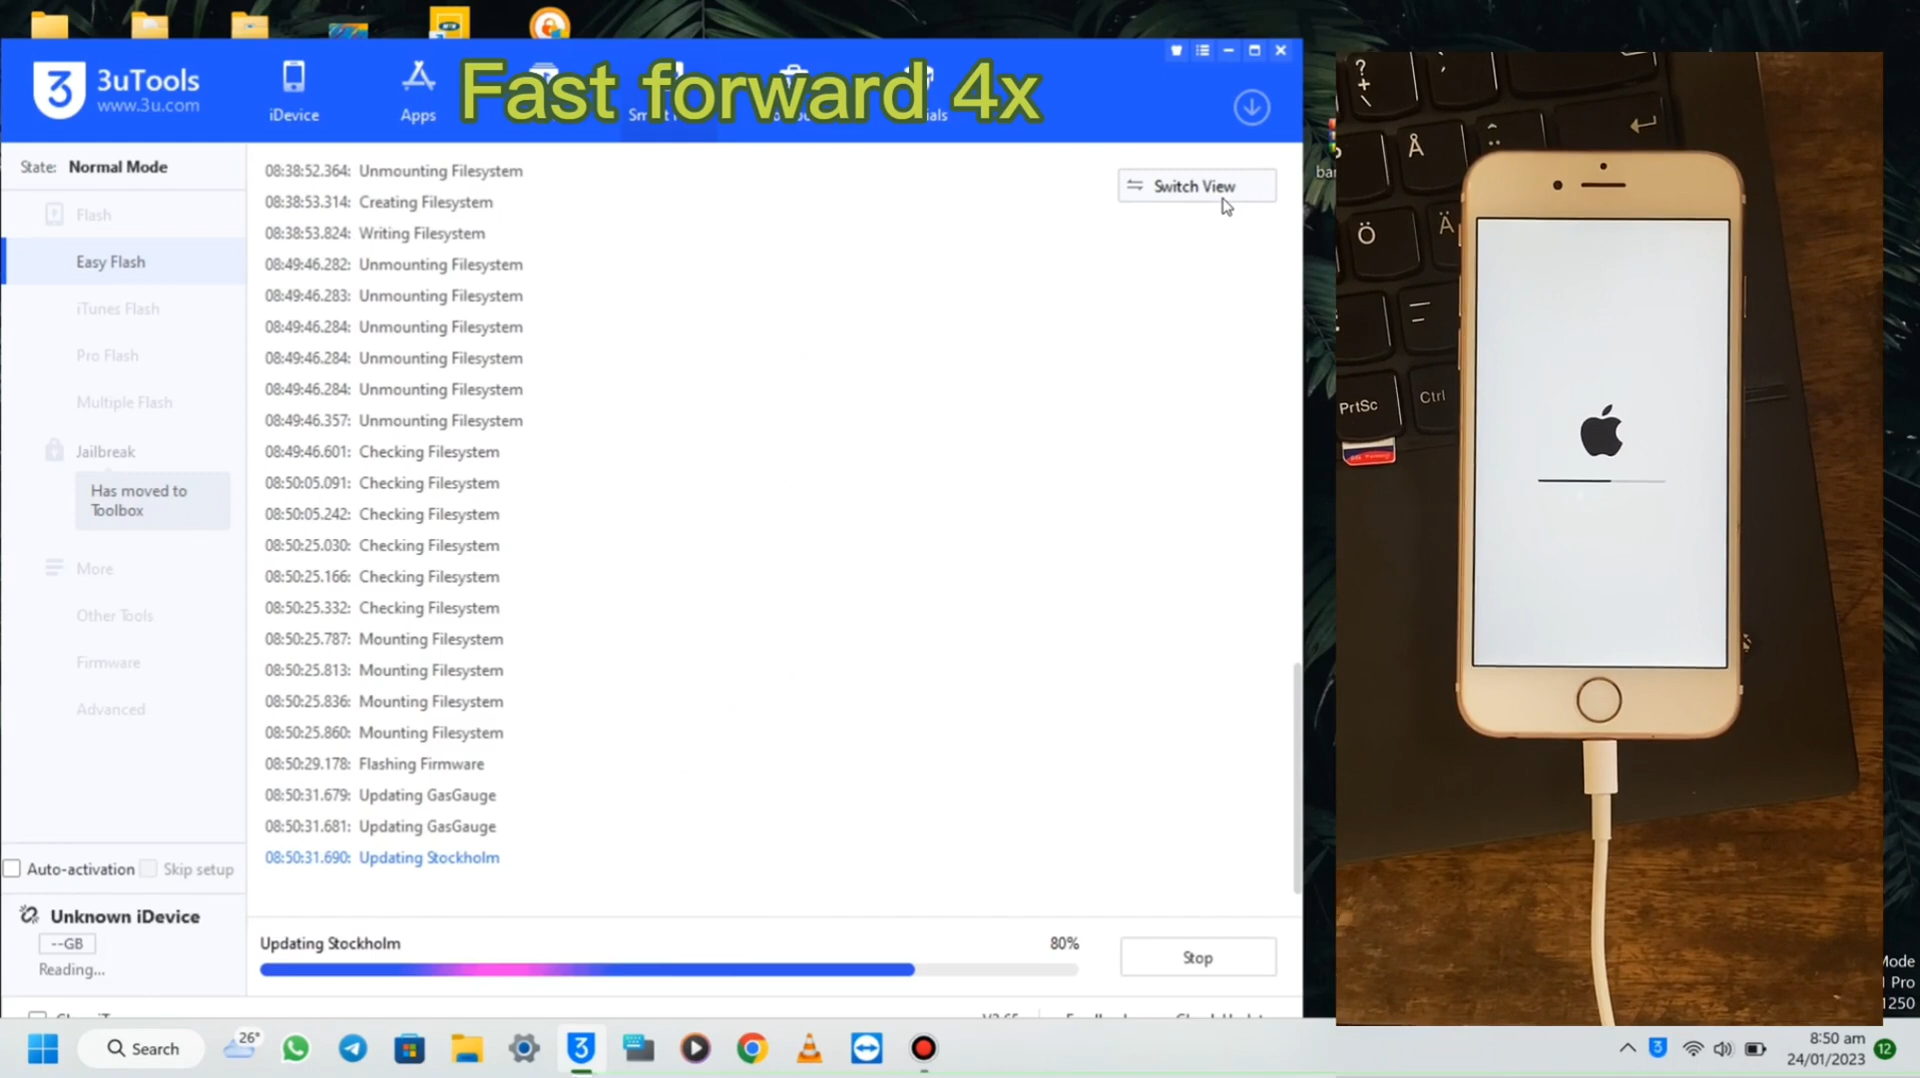 3 3uTools
www.3u.com
iDevice
Apps
Fast forward 4x
State: Normal Mode
Flash
Easy Flash
iTunes Flash
Pro Flash
Multiple Flash
Jailbreak
Has moved to
Toolbox
More
Other Tools
Firmware
Advanced
Auto-activation
Skip setup
Unknown iDevice
--GB
Reading...
Switch View
08:38:52.364: Unmounting Filesystem
08:38:53.314: Creating Filesystem
08:38:53.824: Writing Filesystem
08:49:46.282: Unmounting Filesystem
08:49:46.283: Unmounting Filesystem
08:49:46.284: Unmounting Filesystem
08:49:46.284: Unmounting Filesystem
08:49:46.284: Unmounting Filesystem
08:49:46.357: Unmounting Filesystem
08:49:46.601: Checking Filesystem
08:50:05.091: Checking Filesystem
08:50:05.242: Checking Filesystem
08:50:25.030: Checking Filesystem
08:50:25.166: Checking Filesystem
08:50:25.332: Checking Filesystem
08:50:25.787: Mounting Filesystem
08:50:25.813: Mounting Filesystem
08:50:25.836: Mounting Filesystem
08:50:25.860: Mounting Filesystem
08:50:29.178: Flashing Firmware
08:50:31.679: Updating GasGauge
08:50:31.681: Updating GasGauge
08:50:31.690: Updating Stockholm
Updating Stockholm
80%
Stop
?
+ \
Å
Ö
Ä
PrtSc
Ctrl
Mode
Pro
1250
Search
26°
3
3
8:50 am
24/01/2023
12